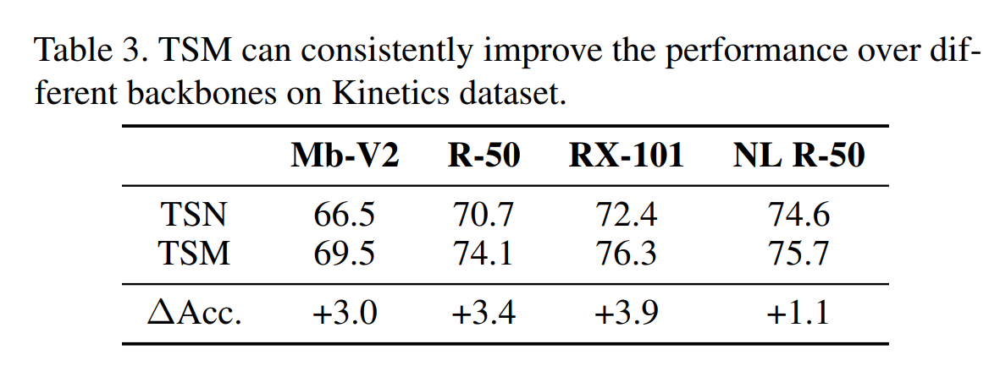 Table 3. TSM can consistently improve the performance over dif-
ferent backbones on Kinetics dataset.
Mb-V2 R-50 RX-101 NL R-50
TSN 66.5 70.7 72.4 74.6
TSM 69.5 74.1 76.3 75.7
ΔAcc. +3.0 +3.4 +3.9 +1.1